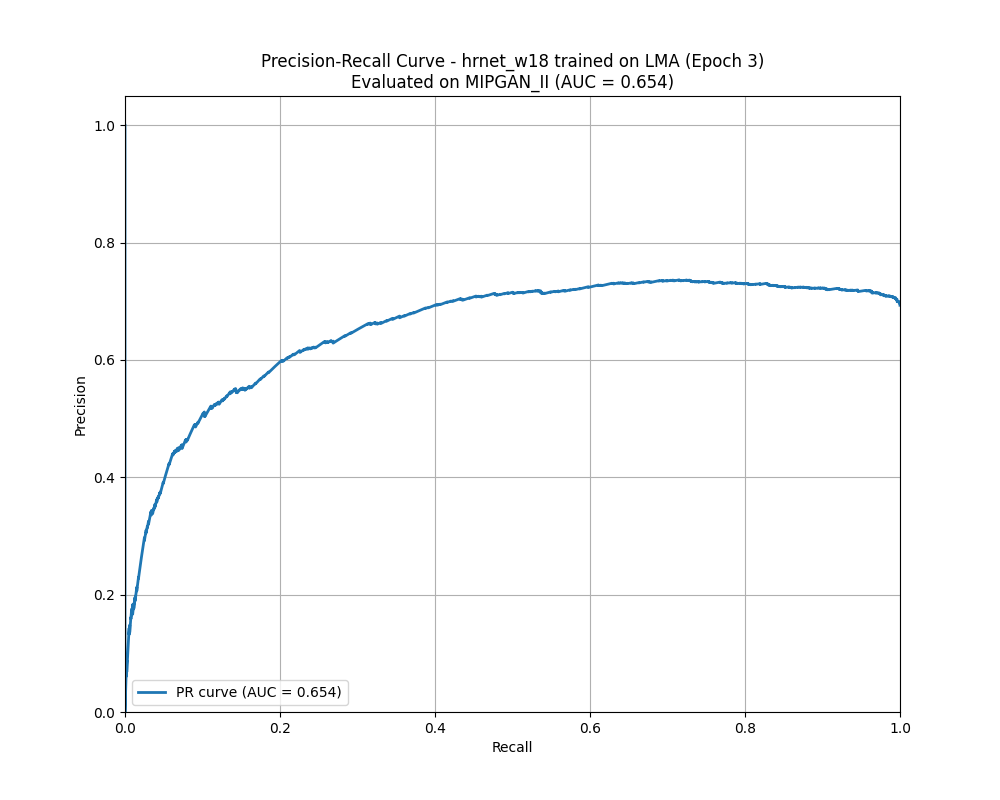 Precision-Recall Curve - hrnet_w18 trained on LMA (Epoch 3)
Evaluated on MIPGAN_II (AUC = 0.654)
1.0
0.8
0.6
0.4
0.2
0.0
Precision
PR curve (AUC = 0.654)
0.0 0.2 0.4 0.6 0.8 1.0
Recall